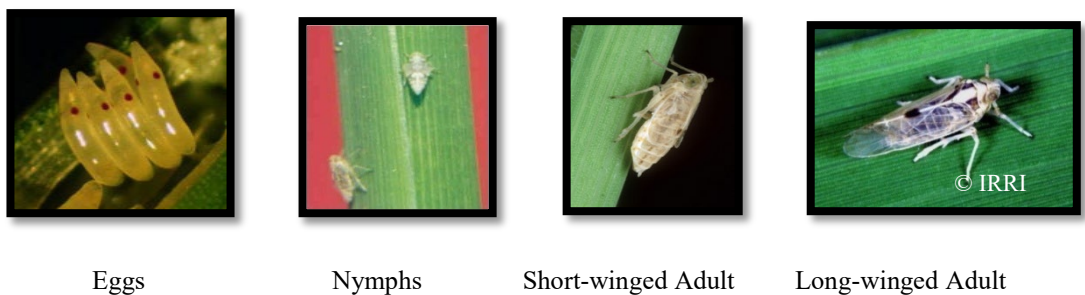 © IRRI
Eggs
Nymphs
Short-winged Adult
Long-winged Adult